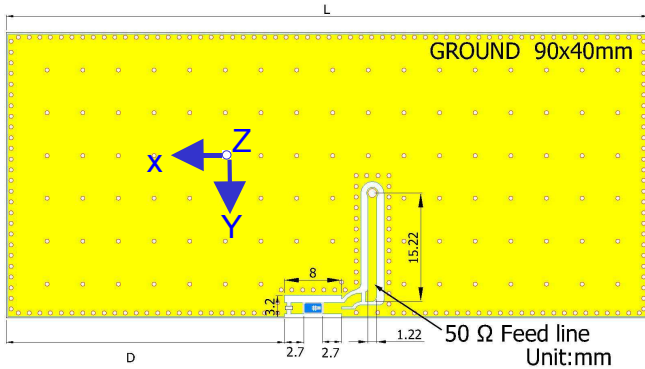 L
GROUND 90x40mm
Z
x
Y
15.22
8
3.2
50 Ω Feed line
1.22
2.7
2.7
D
Unit:mm